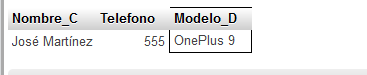 Nombre_C Telefono Modelo_D
José Martínez 555 OnePlus 9